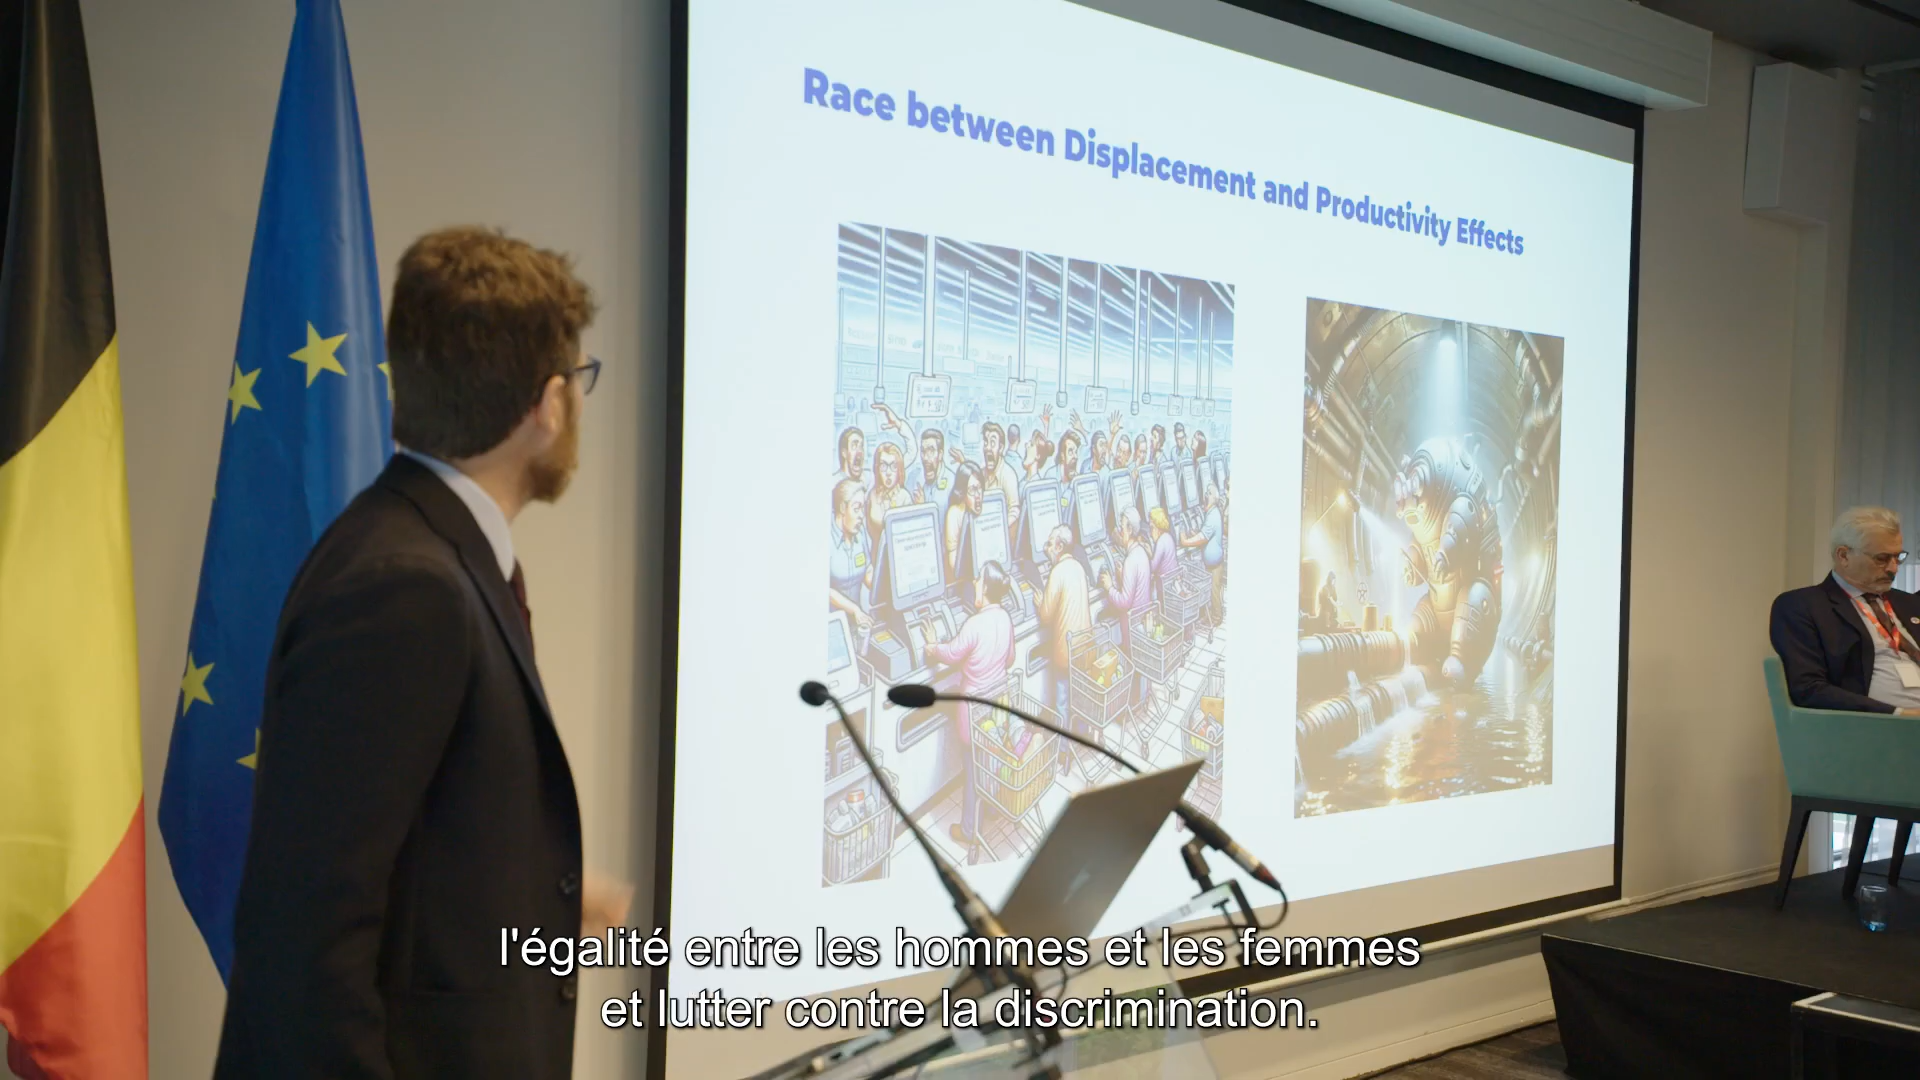 Race between Displacement and Productivity Effects
l'égalité entre les hommes et les femmes
et lutter contre la discrimination.